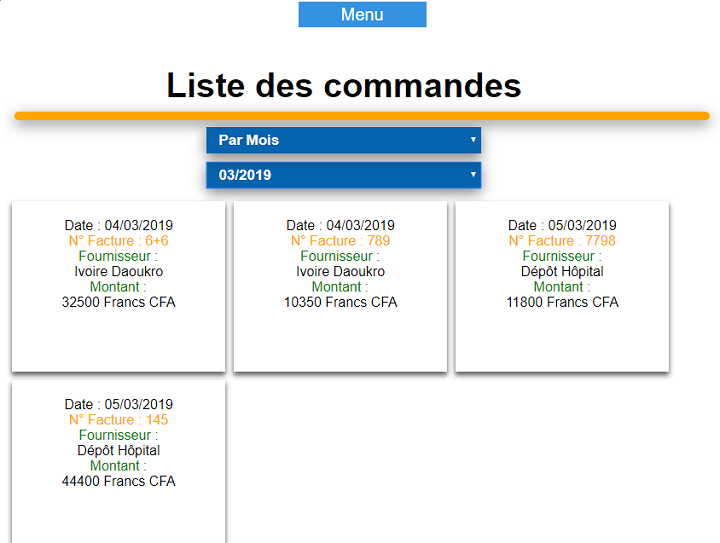 Menu
Liste des commandes
Par Mois
03/2019
Date : 04/03/2019
N° Facture : 6+6
Fournisseur :
Ivoire Daoukro
Montant :
32500 Francs CFA
Date : 04/03/2019
N° Facture : 789
Fournisseur :
Ivoire Daoukro
Montant :
10350 Francs CFA
Date : 05/03/2019
N° Facture : 7798
Fournisseur :
Dépôt Hôpital
Montant :
11800 Francs CFA
Date : 05/03/2019
N° Facture : 145
Fournisseur :
Dépôt Hôpital
Montant :
44400 Francs CFA